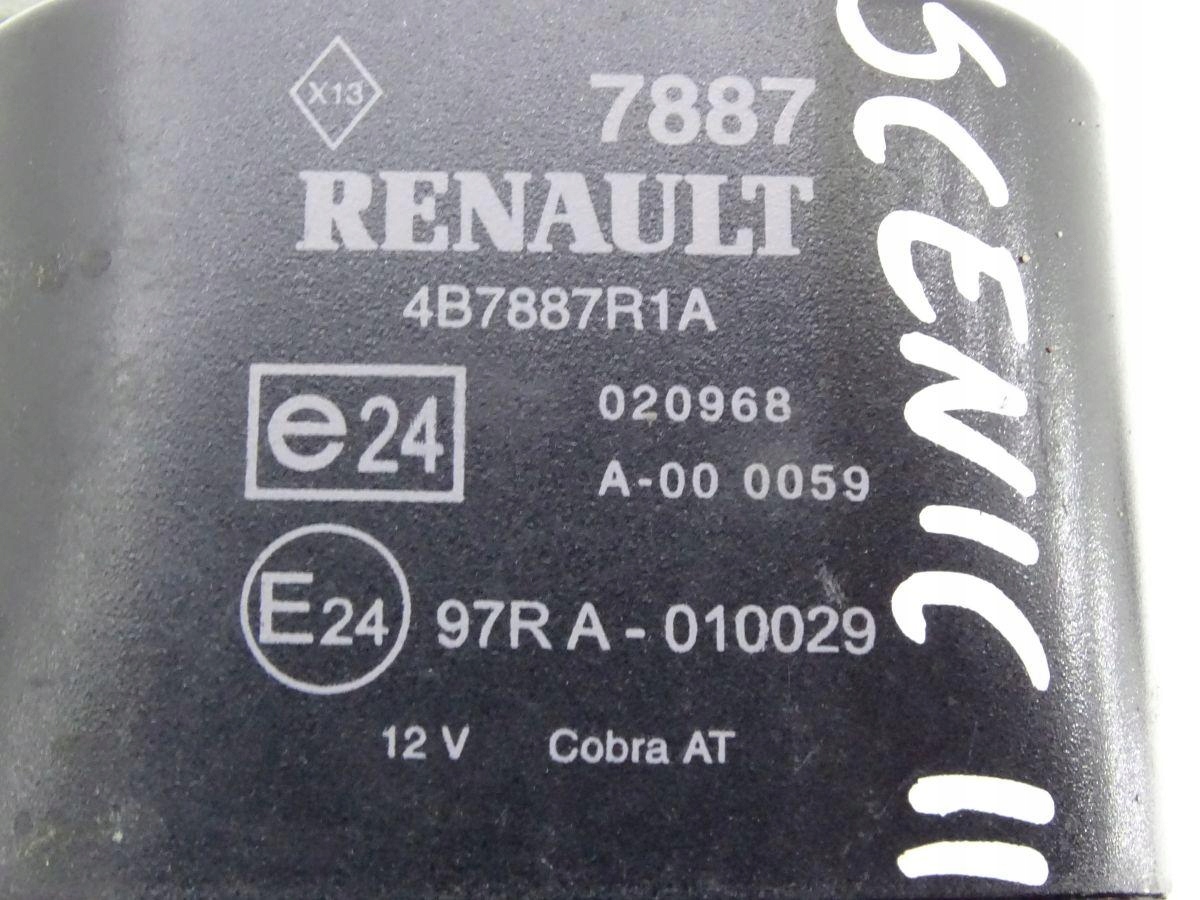 X13
7887
RENAULT
4B7887R1A
e24
020968
A-00 0059
E24
97R A - 010029
12 V Cobra AT
SCENIC II